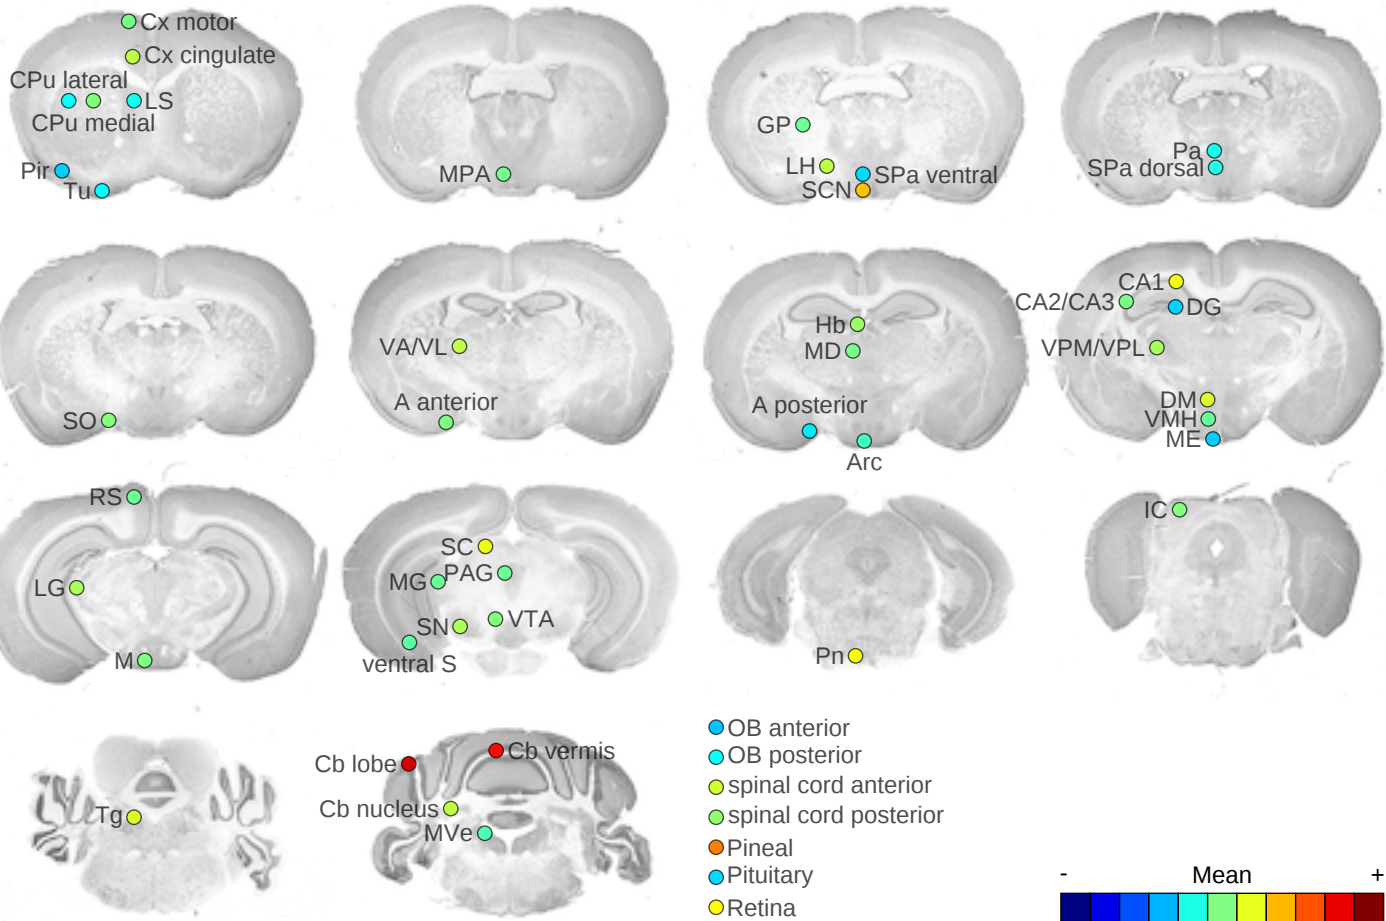 Cx motor
Cx cingulate
CPu lateral
LS
CPu medial
Pir
Tu
MPA
GP
LH
SPa ventral
SCN
Pa
SPa dorsal
SO
VA/VL
A anterior
Hb
MD
A posterior
Arc
CA1
CA2/CA3
DG
VPM/VPL
DM
VMH
ME
RS
LG
M
SC
MG
PAG
SN
VTA
ventral S
Pn
IC
Tg
Cb lobe
Cb vermis
Cb nucleus
MVe
OB anterior
OB posterior
spinal cord anterior
spinal cord posterior
Pineal
Pituitary
Retina
- Mean +